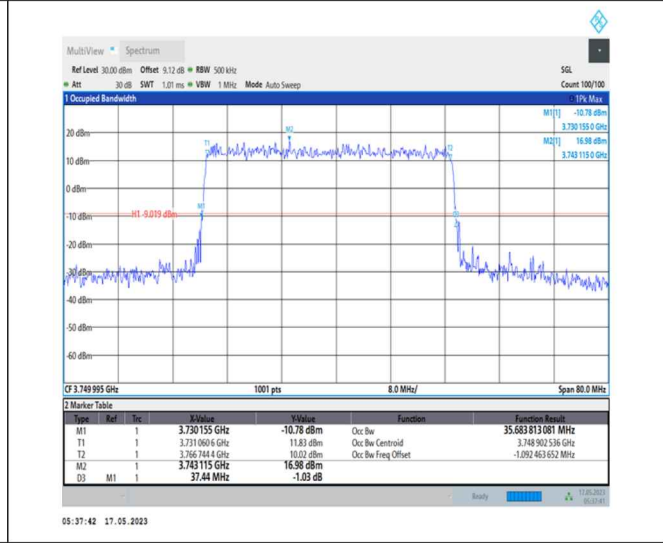 MultiView Spectrum
Ref Level 30.00 dBm Offset 9.12 dB RBW 500 kHz SGL
Att 30 dB SWT 1.01 ms VBW 1 MHz Mode Auto Sweep Count 100/100
1 Occupied Bandwidth 1Pk Max
M1[1] -10.78 dBm
3.730 155 0 GHz
M2[1] 16.98 dBm
3.743 115 0 GHz
M2
20 dBm
T1 T2
10 dBm
0 dBm
M1
-10 dBm H1 -9.019 dBm D3
-20 dBm
-30 dBm
-40 dBm
-50 dBm
-60 dBm
CF 3.749 995 GHz 1001 pts 8.0 MHz/ Span 80.0 MHz
2 Marker Table
Type Ref Trc X-Value Y-Value Function Function Result
M1 1 3.730155 GHz -10.78 dBm Occ Bw 35.683 813 081 MHz
T1 1 3.731 060 6 GHz 11.83 dBm Occ Bw Centroid 3.748 902 536 GHz
T2 1 3.766 744 4 GHz 10.02 dBm Occ Bw Freq Offset -1.092 463 652 MHz
M2 1 3.743115 GHz 16.98 dBm
D3 M1 1 37.44 MHz -1.03 dB
Ready 17.05.2023
05:37:41
05:37:42 17.05.2023